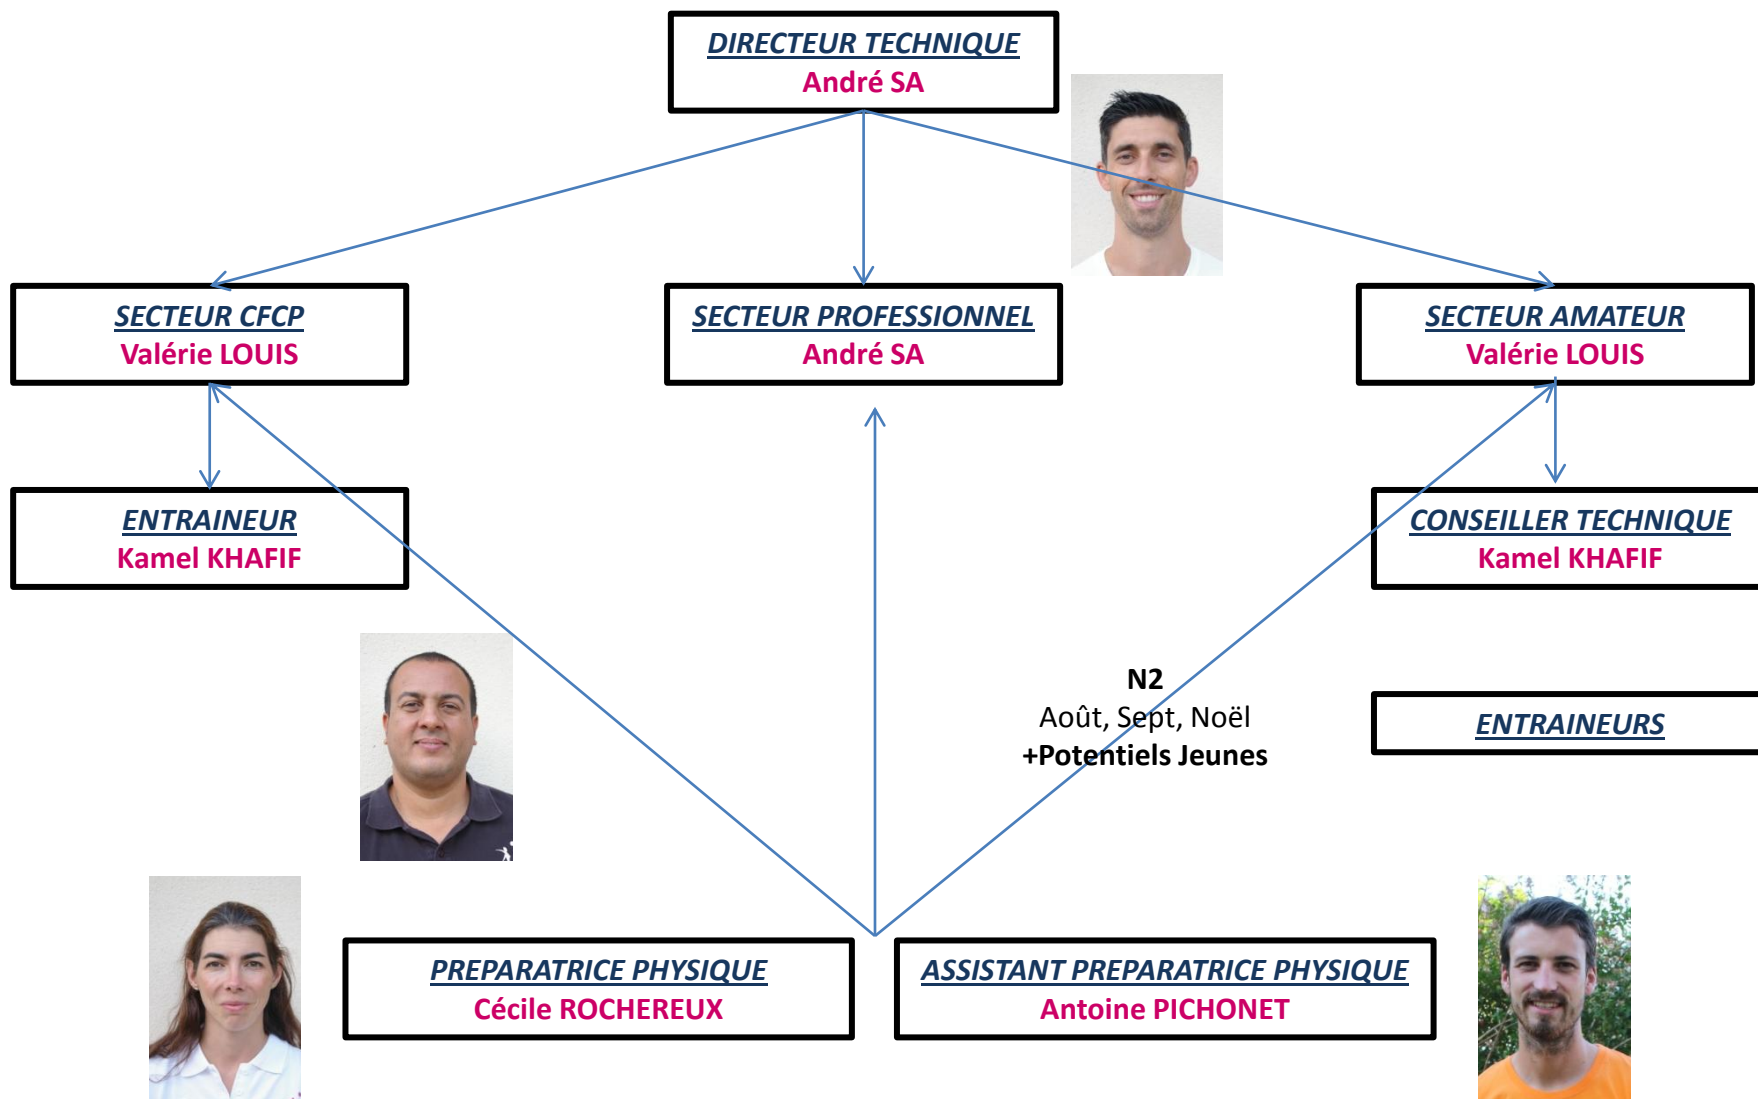 DIRECTEUR TECHNIQUE
André SA
SECTEUR CFCP
Valérie LOUIS
SECTEUR PROFESSIONNEL
André SA
SECTEUR AMATEUR
Valérie LOUIS
ENTRAINEUR
Kamel KHAFIF
CONSEILLER TECHNIQUE
Kamel KHAFIF
N2
Août, Sept, Noël
+Potentiels Jeunes
ENTRAINEURS
PREPARATRICE PHYSIQUE
Cécile ROCHEREUX
ASSISTANT PREPARATRICE PHYSIQUE
Antoine PICHONET